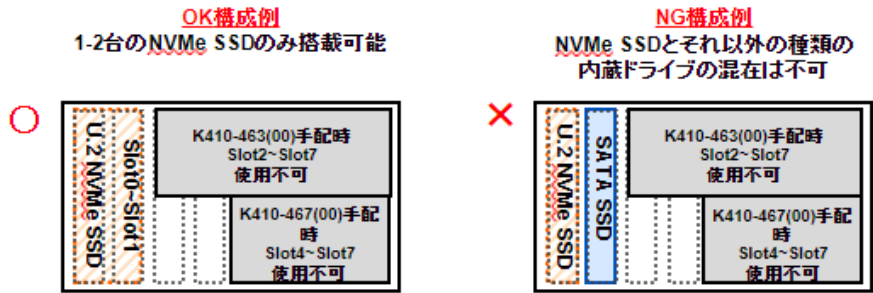 OK構成例
1-2台のNVMe SSDのみ搭載可能
○
U.2 NVMe SSD
Slot0~Slot1
K410-463(00)手配時
Slot2~Slot7
使用不可
K410-467(00)手配
時
Slot4~Slot7
使用不可
NG構成例
NVMe SSDとそれ以外の種類の
内蔵ドライブの混在は不可
×
U.2 NVMe SSD
SATA SSD
K410-463(00)手配時
Slot2~Slot7
使用不可
K410-467(00)手配
時
Slot4~Slot7
使用不可